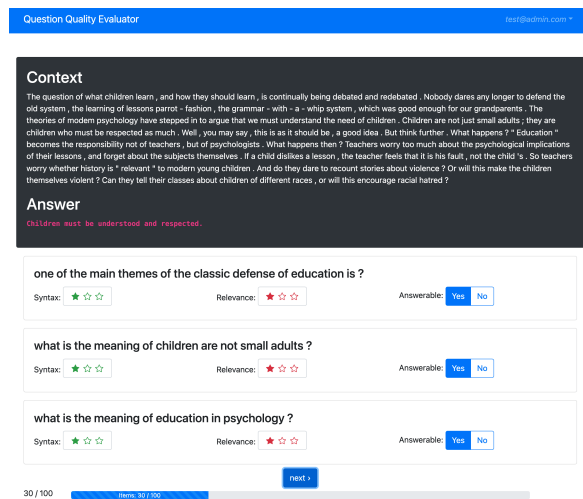 Question Quality Evaluator
test@admin.com
Context
The question of what children learn , and how they should learn , is continually being debated and redebated . Nobody dares any longer to defend the
old system , the learning of lessons parrot - fashion , the grammar - with - a - whip system , which was good enough for our grandparents . The
theories of modem psychology have stepped in to argue that we must understand the need of children . Children are not just small adults ; they are
children who must be respected as much . Well , you may say , this is as it should be , a good idea . But think further . What happens ? " Education "
becomes the responsibility not of teachers , but of psychologists . What happens then ? Teachers worry too much about the psychological implications
of their lessons , and forget about the subjects themselves . If a child dislikes a lesson , the teacher feels that it is his fault , not the child 's . So teachers
worry whether history is " relevant " to modern young children . And do they dare to recount stories about violence ? Or will this make the children
themselves violent ? Can they tell their classes about children of different races , or will this encourage racial hatred ?
Answer
Children must be understood and respected.
one of the main themes of the classic defense of education is ?
Syntax: Relevance: Answerable: Yes No
what is the meaning of children are not small adults ?
Syntax: Relevance: Answerable: Yes No
what is the meaning of education in psychology ?
Syntax: Relevance: Answerable: Yes No
next ›
30 / 100 Items: 30 / 100